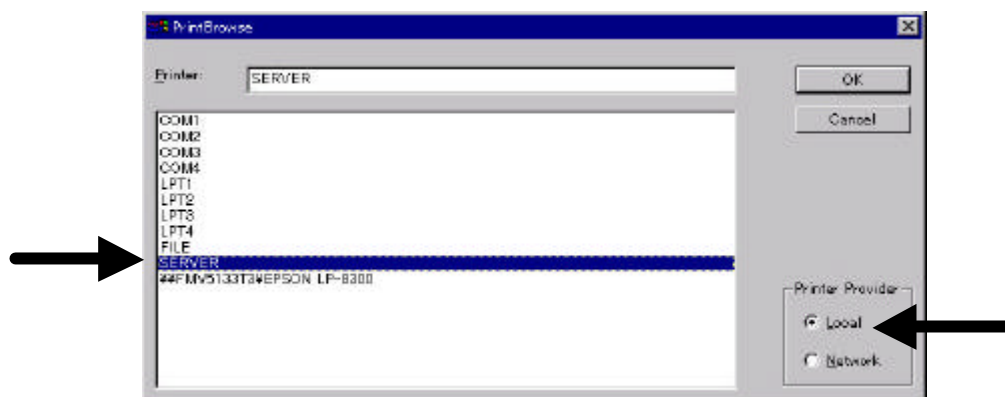 PrintBrowse
Printer: SERVER
OK
Cancel
COM1
COM2
COM3
COM4
LPT1
LPT2
LPT3
LPT4
FILE
SERVER
¥¥FMV5133T3¥EPSON LP-8300
Printer Provider
Local
Network